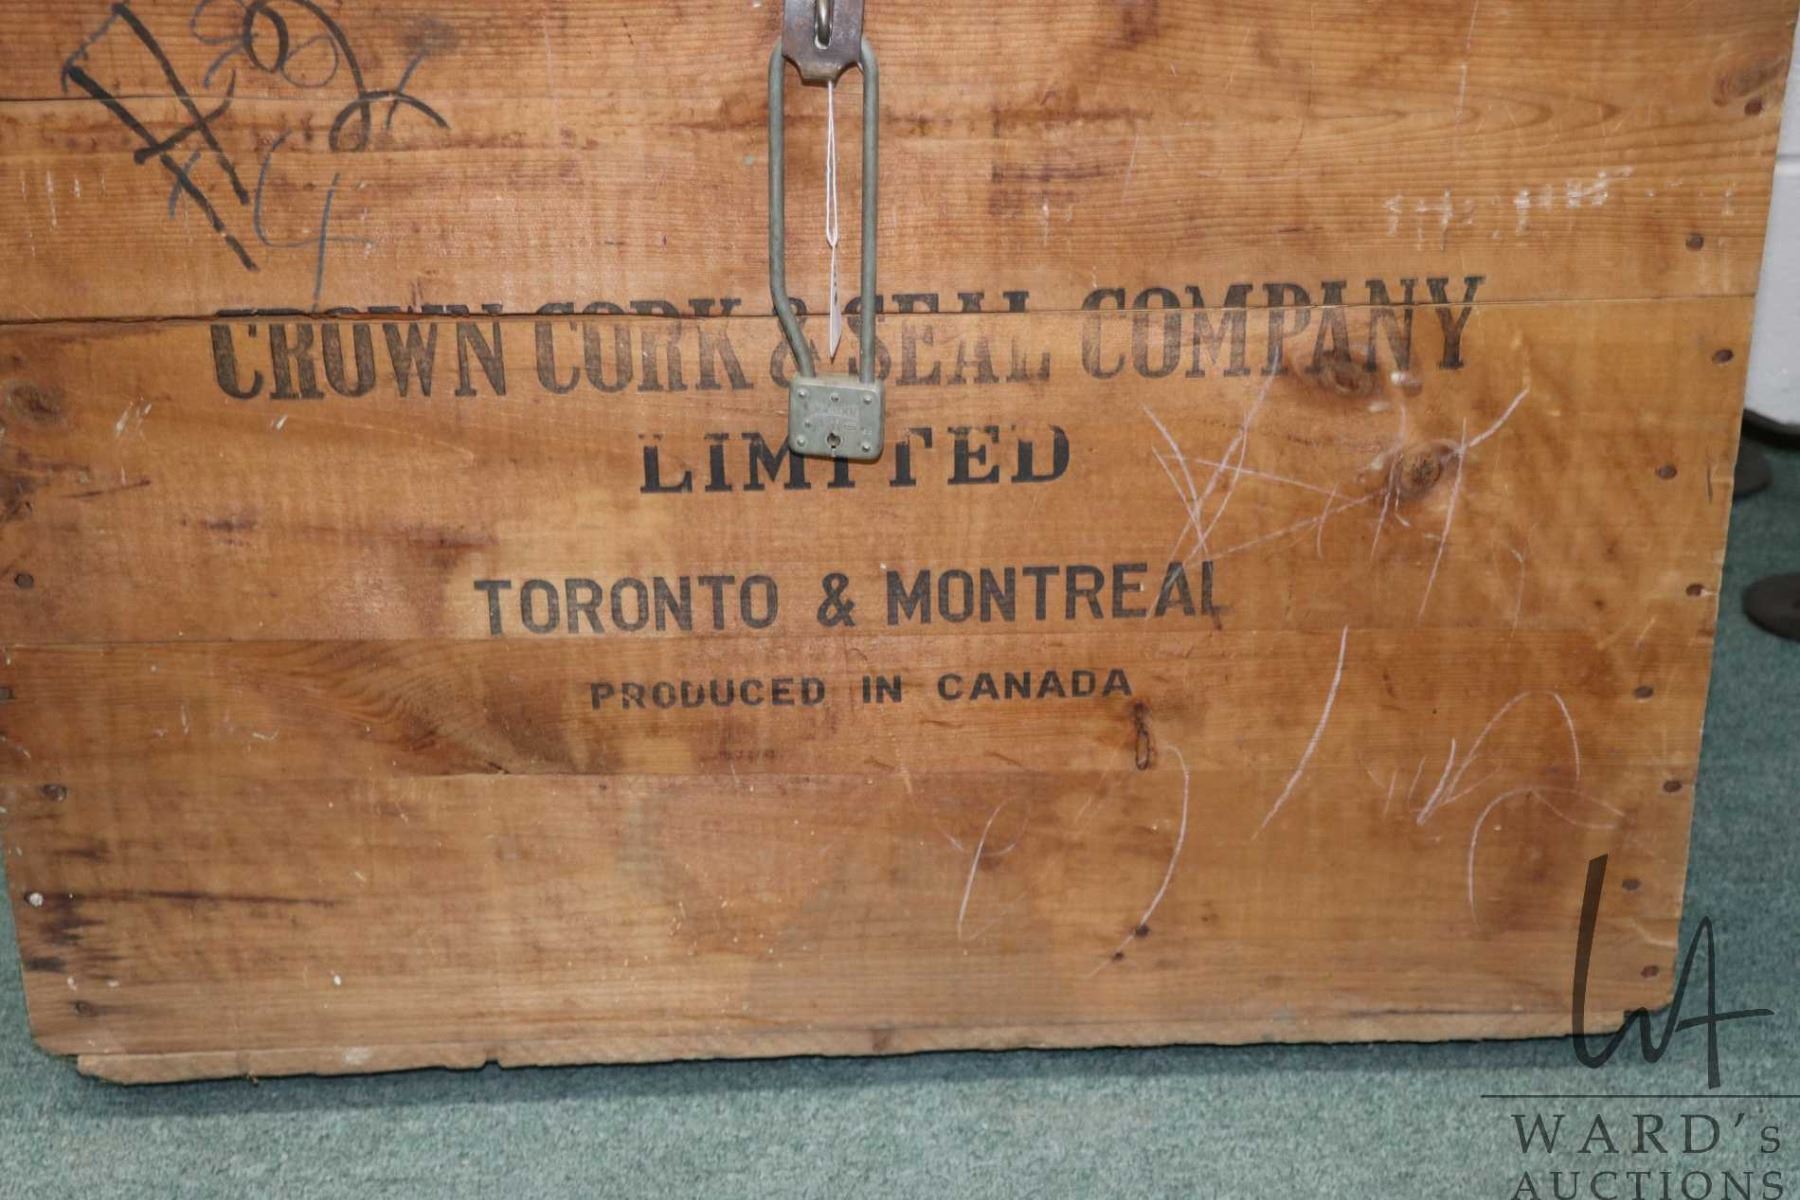 CROWN CORK & SEAL COMPANY
LIMITED
TORONTO & MONTREAL
PRODUCED IN CANADA
WARD's
AUCTIONS